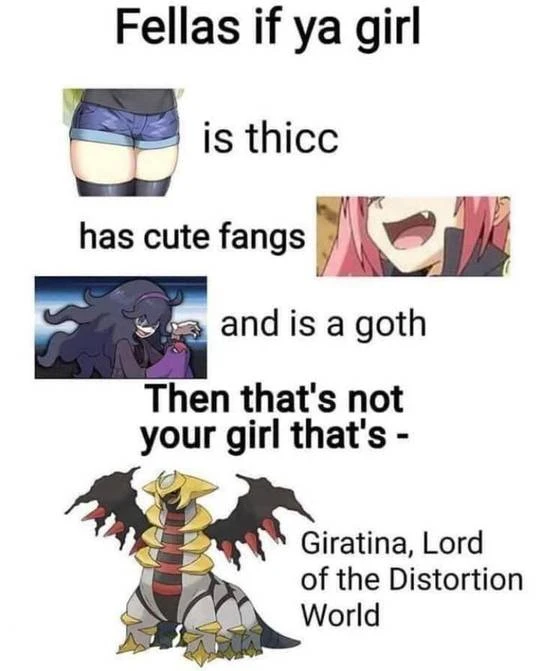 Fellas if ya girl
is thicc
has cute fangs
and is a goth
Then that's not
your girl that's -
Giratina, Lord
of the Distortion
World